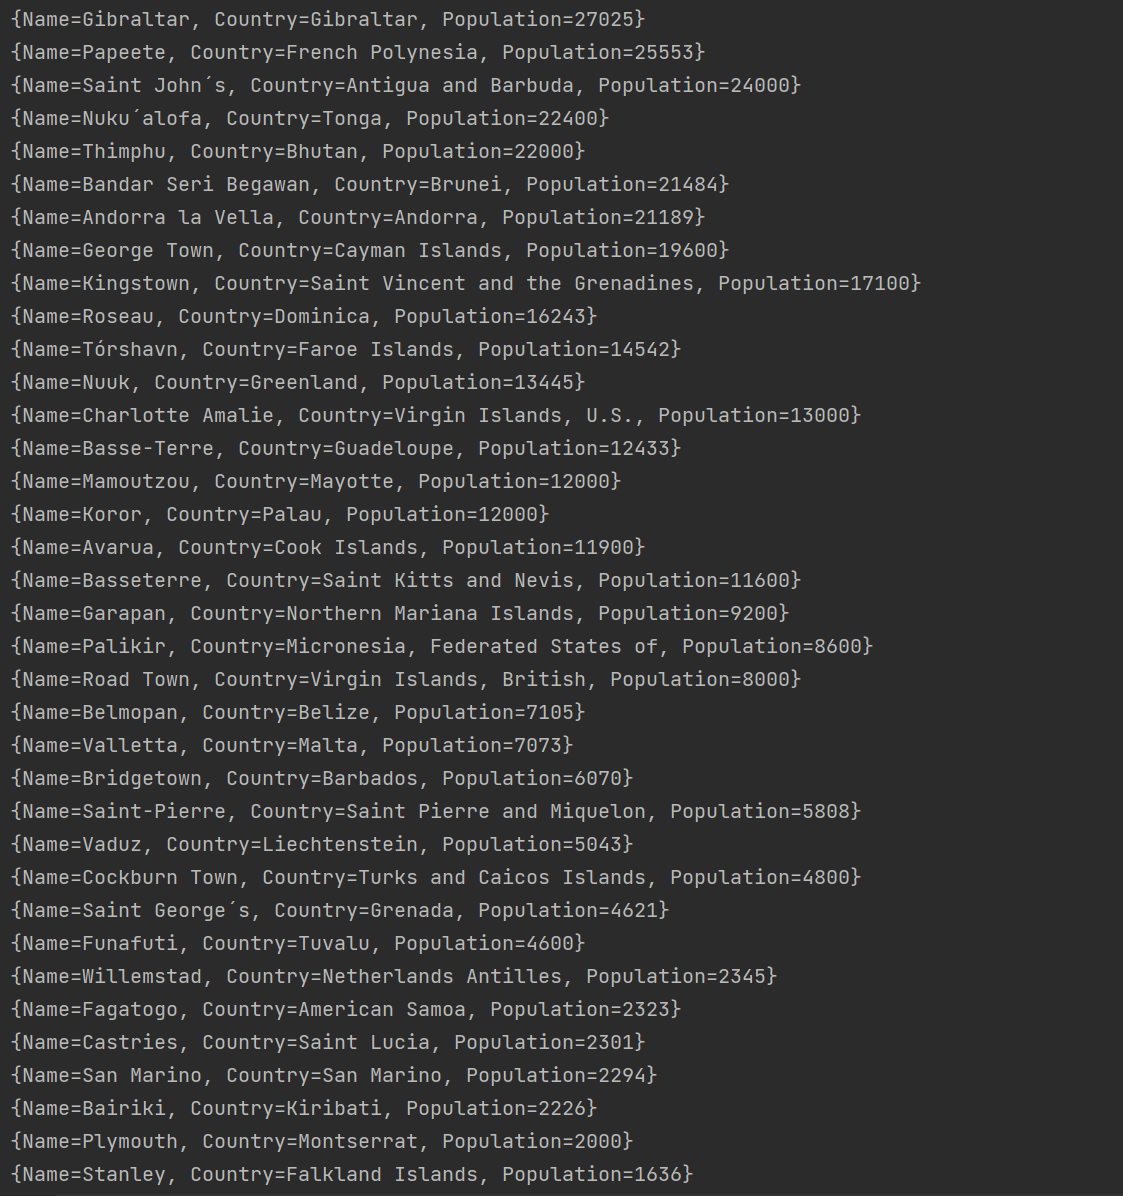 {Name=Gibraltar, Country=Gibraltar, Population=27025}
{Name=Papeete, Country=French Polynesia, Population=25553}
{Name=Saint John´s, Country=Antigua and Barbuda, Population=24000}
{Name=Nuku´alofa, Country=Tonga, Population=22400}
{Name=Thimphu, Country=Bhutan, Population=22000}
{Name=Bandar Seri Begawan, Country=Brunei, Population=21484}
{Name=Andorra la Vella, Country=Andorra, Population=21189}
{Name=George Town, Country=Cayman Islands, Population=19600}
{Name=Kingstown, Country=Saint Vincent and the Grenadines, Population=17100}
{Name=Roseau, Country=Dominica, Population=16243}
{Name=Tórshavn, Country=Faroe Islands, Population=14542}
{Name=Nuuk, Country=Greenland, Population=13445}
{Name=Charlotte Amalie, Country=Virgin Islands, U.S., Population=13000}
{Name=Basse-Terre, Country=Guadeloupe, Population=12433}
{Name=Mamoutzou, Country=Mayotte, Population=12000}
{Name=Koror, Country=Palau, Population=12000}
{Name=Avarua, Country=Cook Islands, Population=11900}
{Name=Basseterre, Country=Saint Kitts and Nevis, Population=11600}
{Name=Garapan, Country=Northern Mariana Islands, Population=9200}
{Name=Palikir, Country=Micronesia, Federated States of, Population=8600}
{Name=Road Town, Country=Virgin Islands, British, Population=8000}
{Name=Belmopan, Country=Belize, Population=7105}
{Name=Valletta, Country=Malta, Population=7073}
{Name=Bridgetown, Country=Barbados, Population=6070}
{Name=Saint-Pierre, Country=Saint Pierre and Miquelon, Population=5808}
{Name=Vaduz, Country=Liechtenstein, Population=5043}
{Name=Cockburn Town, Country=Turks and Caicos Islands, Population=4800}
{Name=Saint George´s, Country=Grenada, Population=4621}
{Name=Funafuti, Country=Tuvalu, Population=4600}
{Name=Willemstad, Country=Netherlands Antilles, Population=2345}
{Name=Fagatogo, Country=American Samoa, Population=2323}
{Name=Castries, Country=Saint Lucia, Population=2301}
{Name=San Marino, Country=San Marino, Population=2294}
{Name=Bairiki, Country=Kiribati, Population=2226}
{Name=Plymouth, Country=Montserrat, Population=2000}
{Name=Stanley, Country=Falkland Islands, Population=1636}